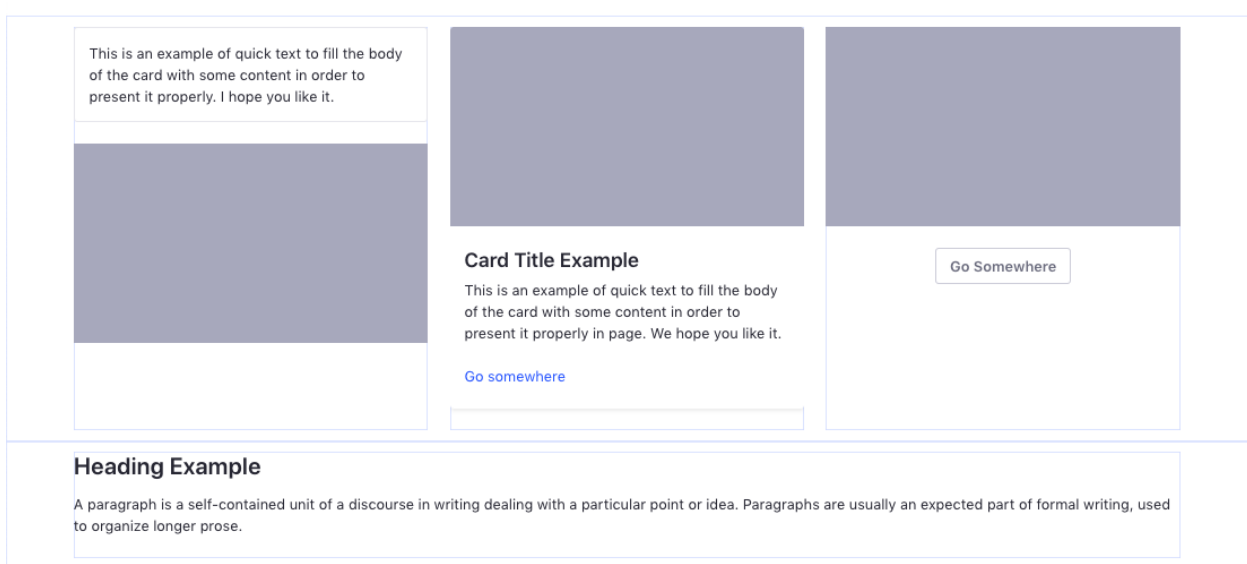 This is an example of quick text to fill the body
of the card with some content in order to
present it properly. I hope you like it.
Card Title Example
This is an example of quick text to fill the body
of the card with some content in order to
present it properly in page. We hope you like it.
Go somewhere
Go Somewhere
Heading Example
A paragraph is a self-contained unit of a discourse in writing dealing with a particular point or idea. Paragraphs are usually an expected part of formal writing, used
to organize longer prose.